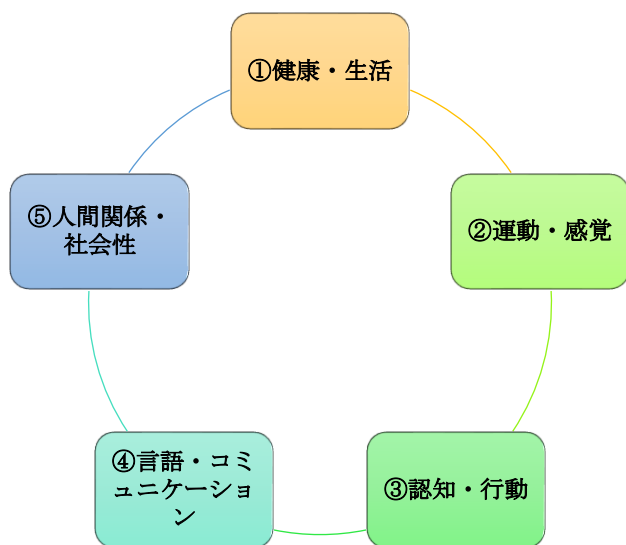 ①健康・生活
②運動・感覚
③認知・行動
④言語・コミ
ュニケーショ
ン
⑤人間関係・
社会性